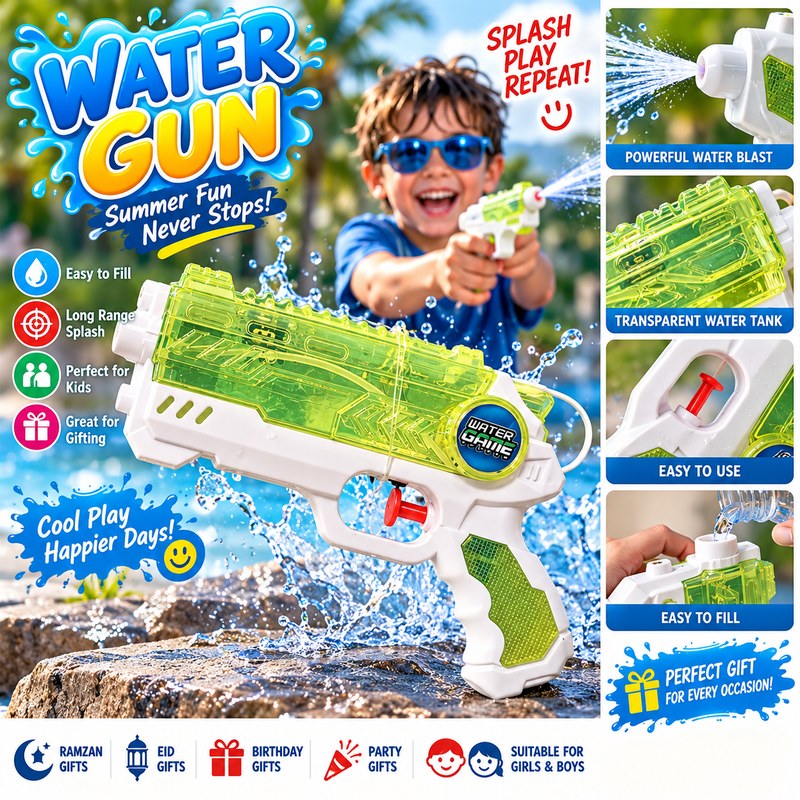 WATER
GUN
Summer Fun
Never Stops!
SPLASH
PLAY
REPEAT!
Easy to Fill
Long Range
Splash
Perfect for
Kids
Great for
Gifting
Cool Play
Happier Days!
WATER
GAME
POWERFUL WATER BLAST
TRANSPARENT WATER TANK
EASY TO USE
EASY TO FILL
PERFECT GIFT
FOR EVERY OCCASION!
RAMZAN
GIFTS
EID
GIFTS
BIRTHDAY
GIFTS
PARTY
GIFTS
SUITABLE FOR
GIRLS & BOYS